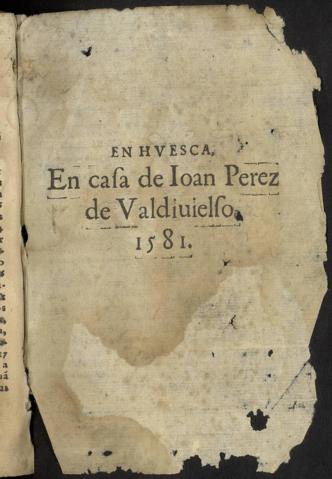 EN HVESCA,
En caſa de Ioan Perez
de Valdiuielſo.
1581.